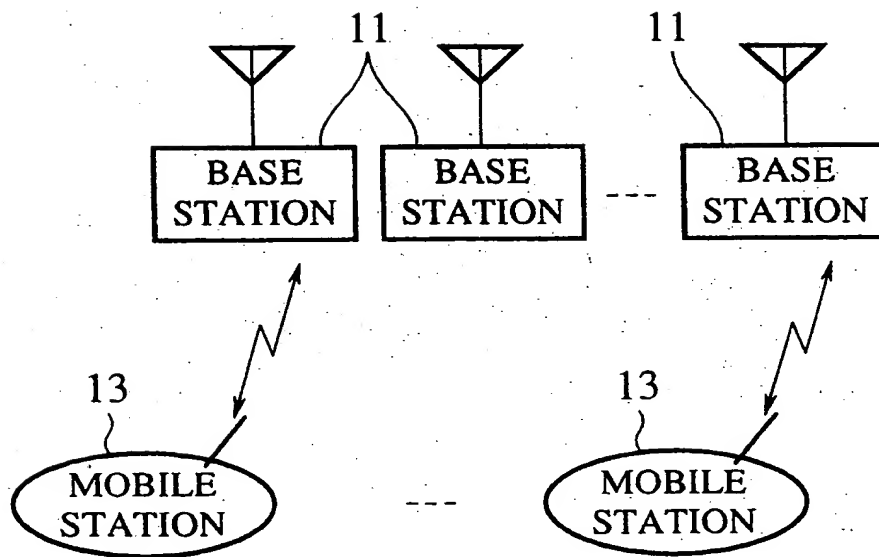 11
11
BASE
STATION
BASE
STATION
BASE
STATION
13
MOBILE
STATION
13
MOBILE
STATION